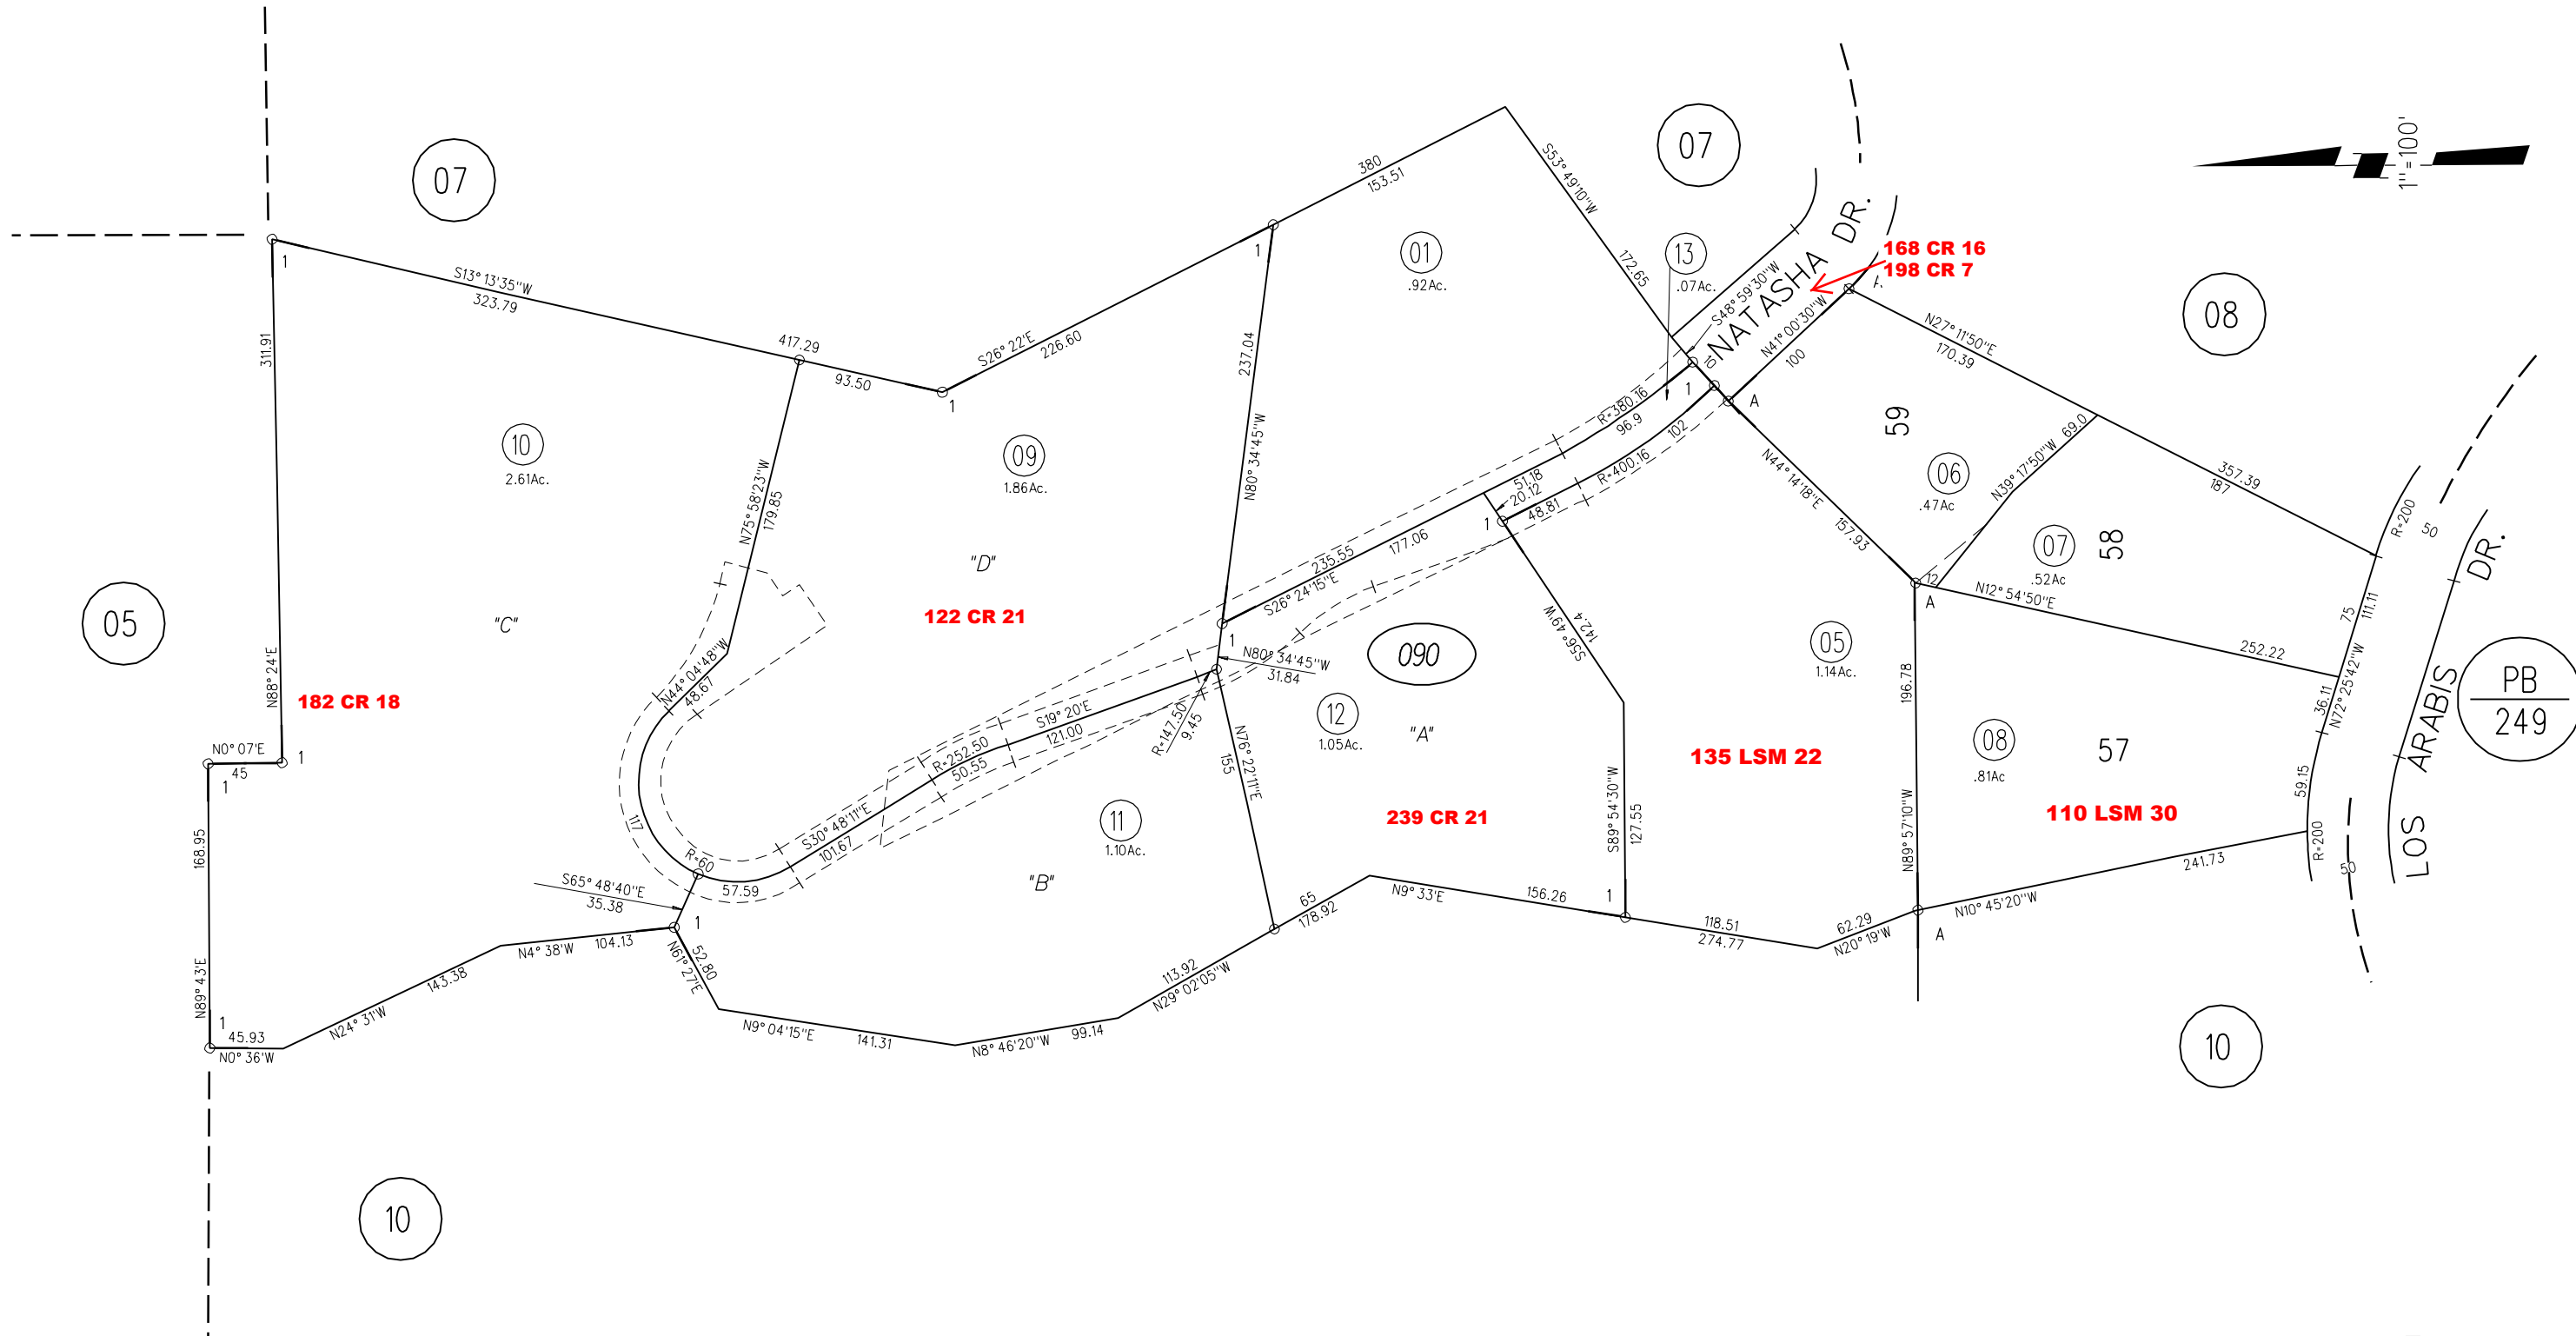 07
07
1"=100'
380
153.51
S53° 49'10"W
172.65
01
.92Ac.
13
.07Ac.
S48° 59'30"W
NATASHA DR.
168 CR 16
198 CR 7
08
S13° 13'35"W
323.79
417.29
93.50
S26° 22'E
226.60
1
1
1
311.91
237.04
N80° 34'45"W
10
N41° 00'30"W
100
A
N27° 11'50"E
170.39
1
A
R=380.16
96.9
102
R=400.16
59
69.0
N39° 17'50"W
357.39
187
10
2.61Ac.
09
1.86Ac.
N75° 58'23"W
179.85
51.18
20.12
48.81
1
N44° 14'18"E
157.93
06
.47Ac
07
.52Ac
58
R=200
50
"D"
"C"
235.55
177.06
S26° 24'15"E
12
A
N12° 54'50"E
252.22
75
111.11
LOS ARABIS DR.
05
122 CR 21
1
N80° 34'45"W
31.84
090
S56° 49'W
142.4
05
1.14Ac.
196.78
36.11
N72° 25'42"W
PB
249
N88° 24'E
182 CR 18
N44° 04'48"W
48.67
S19° 20'E
121.00
R=147.50
9.45
12
1.05Ac.
"A"
N76° 22'11"E
155
135 LSM 22
08
.81Ac
57
N0° 07'E
45
1
1
R=252.50
50.55
59.15
110 LSM 30
239 CR 21
S89° 54'30"W
127.55
N89° 57'10"W
168.95
117
R=60
S30° 48'11"E
101.67
57.59
11
1.10Ac.
"B"
S65° 48'40"E
35.38
R=200
50
241.73
N10° 45'20"W
65
178.92
N9° 33'E
156.26
1
118.51
274.77
62.29
N20° 19'W
A
1
N4° 38'W
104.13
N61° 27'E
52.80
N89° 43'E
1
45.93
N0° 36'W
N24° 31'W
143.38
N9° 04'15"E
141.31
N8° 46'20"W
99.14
113.92
N29° 02'05"W
10
10